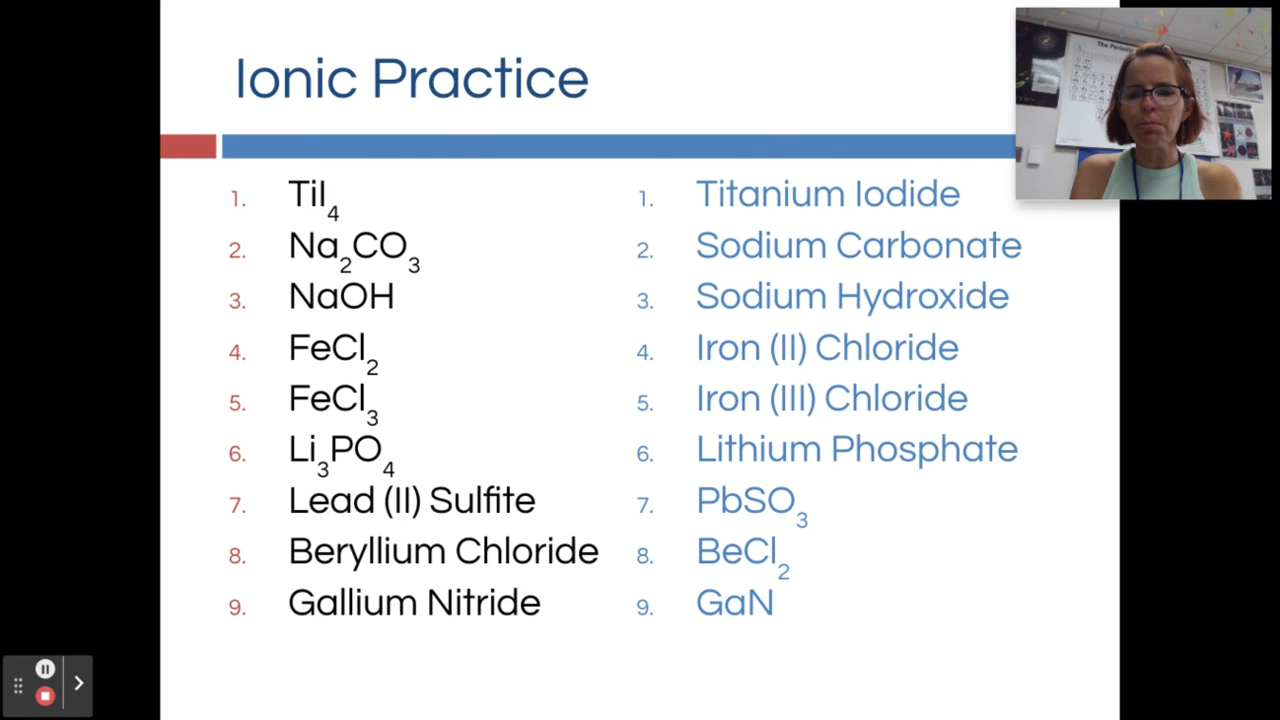 Ionic Practice
1. TiI₄
2. Na₂CO₃
3. NaOH
4. FeCl₂
5. FeCl₃
6. Li₃PO₄
7. Lead (II) Sulfite
8. Beryllium Chloride
9. Gallium Nitride
1. Titanium Iodide
2. Sodium Carbonate
3. Sodium Hydroxide
4. Iron (II) Chloride
5. Iron (III) Chloride
6. Lithium Phosphate
7. PbSO₃
8. BeCl₂
9. GaN
The Periodic